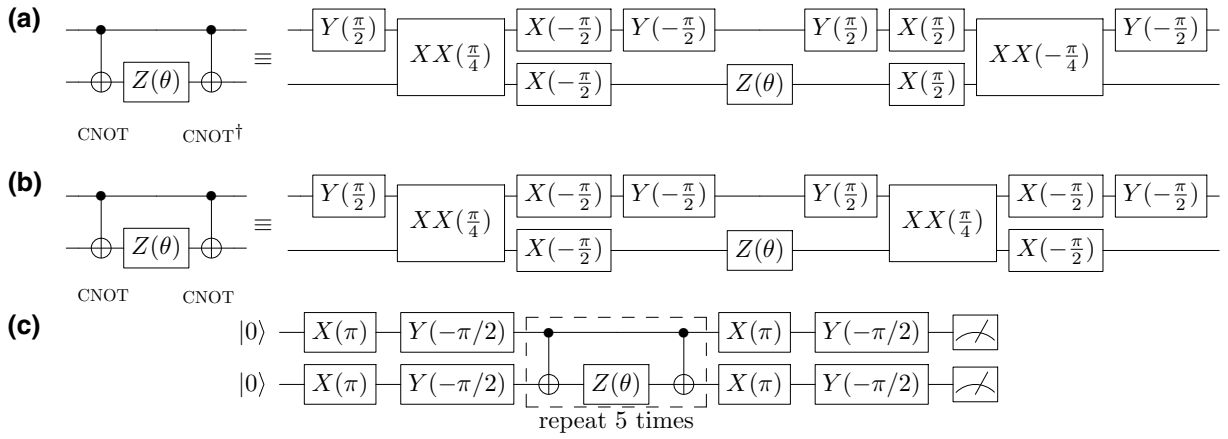 (a)
Y(π/2) X(−π/2) Y(−π/2) Y(π/2) X(π/2) Y(−π/2)
Z(θ) ≡ XX(π/4) XX(−π/4)
X(−π/2) Z(θ) X(π/2)
CNOT CNOT†
(b)
Y(π/2) X(−π/2) Y(−π/2) Y(π/2) X(−π/2) Y(−π/2)
Z(θ) ≡ XX(π/4) XX(π/4)
X(−π/2) Z(θ) X(−π/2)
CNOT CNOT
(c)
|0⟩ X(π) Y(−π/2) X(π) Y(−π/2)
|0⟩ X(π) Y(−π/2) Z(θ) X(π) Y(−π/2)
repeat 5 times